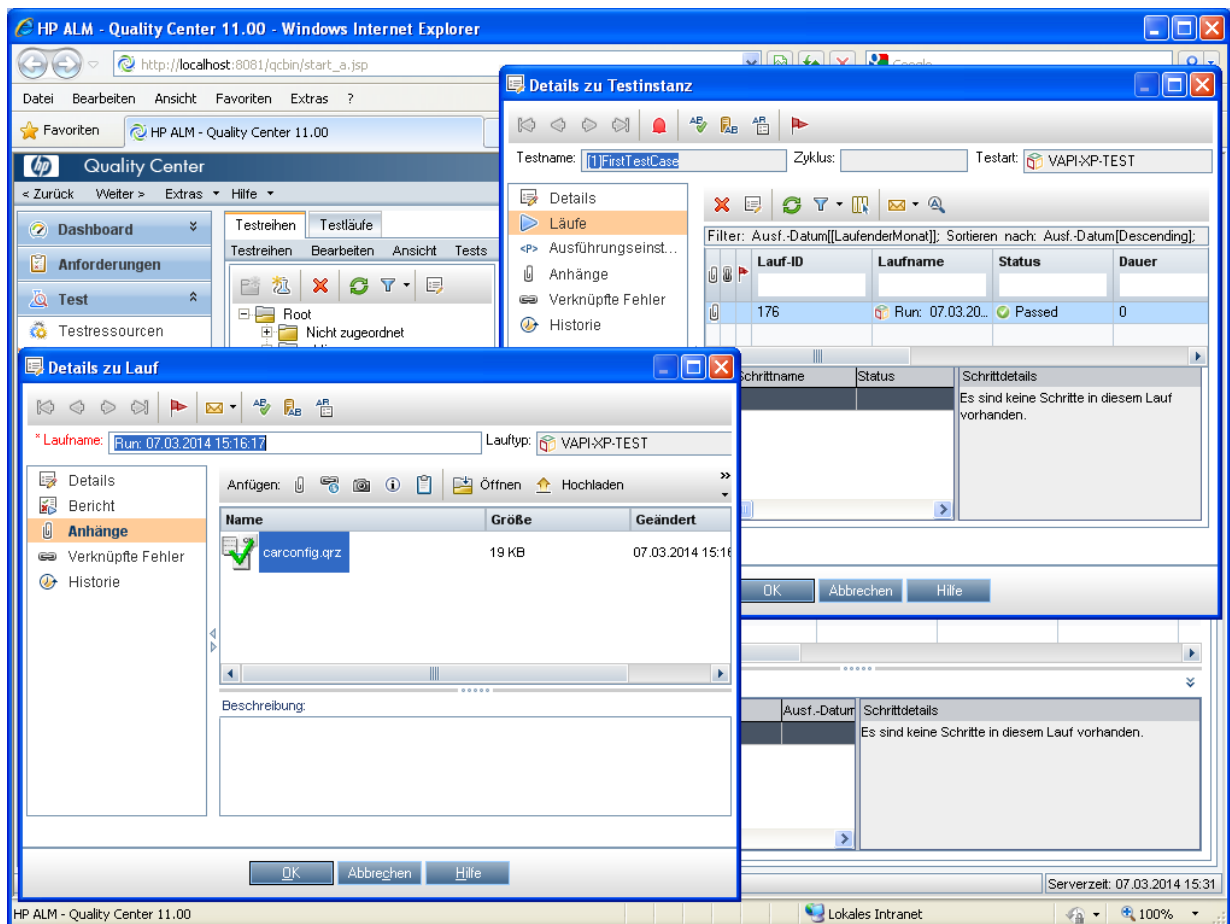 HP ALM - Quality Center 11.00 - Windows Internet Explorer
http://localhost:8081/qcbin/start_a.jsp
Google
Datei Bearbeiten Ansicht Favoriten Extras ?
Favoriten HP ALM - Quality Center 11.00
hp Quality Center
< Zurück Weiter > Extras Hilfe
Dashboard
Anforderungen
Test
Testressourcen
Testreihen Testläufe
Testreihen Bearbeiten Ansicht Tests
Root
Nicht zugeordnet
Details zu Testinstanz
Testname: [1]FirstTestCase Zyklus: Testart: VAPI-XP-TEST
Details
Läufe
Ausführungseinst...
Anhänge
Verknüpfte Fehler
Historie
Filter: Ausf.-Datum[[LaufenderMonat]]; Sortieren nach: Ausf.-Datum[Descending];
Lauf-ID Laufname Status Dauer
176 Run: 07.03.20... Passed 0
Schrittname Status Schrittdetails
Es sind keine Schritte in diesem Lauf
vorhanden.
OK Abbrechen Hilfe
Details zu Lauf
* Laufname: Run: 07.03.2014 15:16:17 Lauftyp: VAPI-XP-TEST
Details
Bericht
Anhänge
Verknüpfte Fehler
Historie
Anfügen: Öffnen Hochladen
Name Größe Geändert
carconfig.qrz 19 KB 07.03.2014 15:16
Beschreibung:
OK Abbrechen Hilfe
Ausf.-Datum Schrittdetails
Es sind keine Schritte in diesem Lauf vorhanden.
Serverzeit: 07.03.2014 15:31
HP ALM - Quality Center 11.00 Lokales Intranet 100%